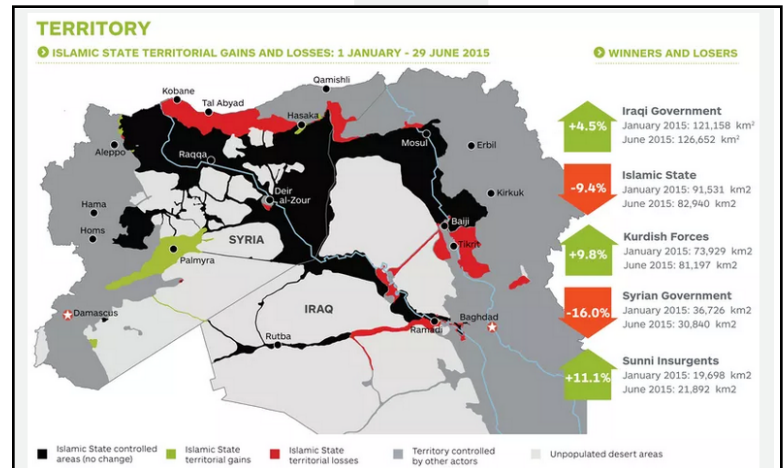 TERRITORY
ISLAMIC STATE TERRITORIAL GAINS AND LOSSES: 1 JANUARY - 29 JUNE 2015
WINNERS AND LOSERS
Kobane
Tal Abyad
Qamishli
Hasaka
Aleppo
Raqqa
Mosul
Erbil
Deir
al-Zour
Kirkuk
Hama
Homs
SYRIA
Palmyra
Baiji
Tikrit
Damascus
IRAQ
Rutba
Ramadi
Baghdad
+4.5%
Iraqi Government
January 2015: 121,158 km²
June 2015: 126,652 km²
-9.4%
Islamic State
January 2015: 91,531 km2
June 2015: 82,940 km2
+9.8%
Kurdish Forces
January 2015: 73,929 km2
June 2015: 81,197 km2
-16.0%
Syrian Government
January 2015: 36,726 km2
June 2015: 30,840 km2
+11.1%
Sunni Insurgents
January 2015: 19,698 km2
June 2015: 21,892 km2
Islamic State controlled
areas (no change)
Islamic State
territorial gains
Islamic State
territorial losses
Territory controlled
by other actors
Unpopulated desert areas